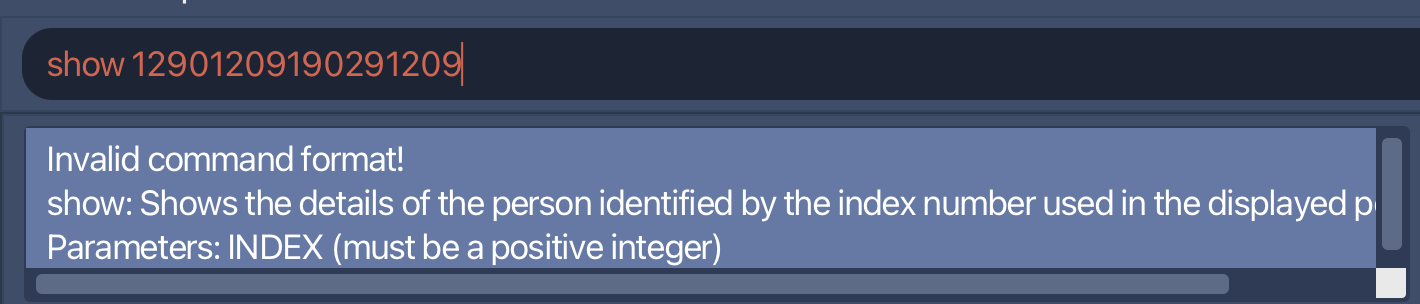 show 12901209190291209
Invalid command format!
show: Shows the details of the person identified by the index number used in the displayed
Parameters: INDEX (must be a positive integer)